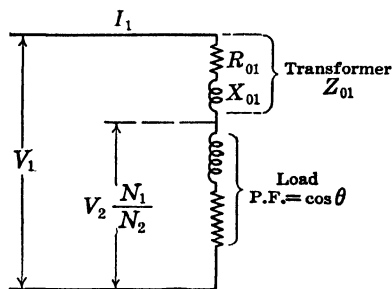 I₁
R₀₁
X₀₁
Transformer
Z₀₁
V₁
V₂ N₁/N₂
Load
P.F.= cos θ